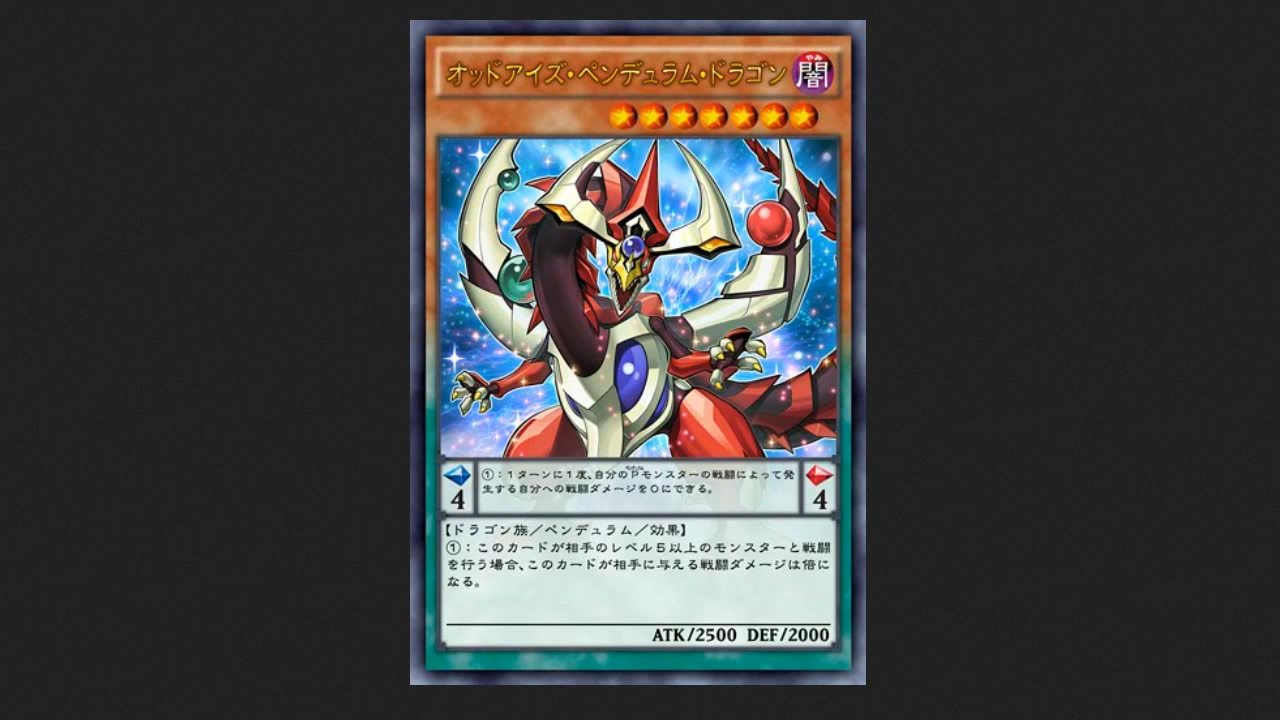 オッドアイズ・ペンデュラム・ドラゴン
やみ
闇
①：1ターンに1度、自分のPモンスターの戦闘によって発
生する自分への戦闘ダメージを0にできる。
4
4
【ドラゴン族／ペンデュラム／効果】
①：このカードが相手のレベル5以上のモンスターと戦闘
を行う場合、このカードが相手に与える戦闘ダメージは倍に
なる。
ATK/2500 DEF/2000